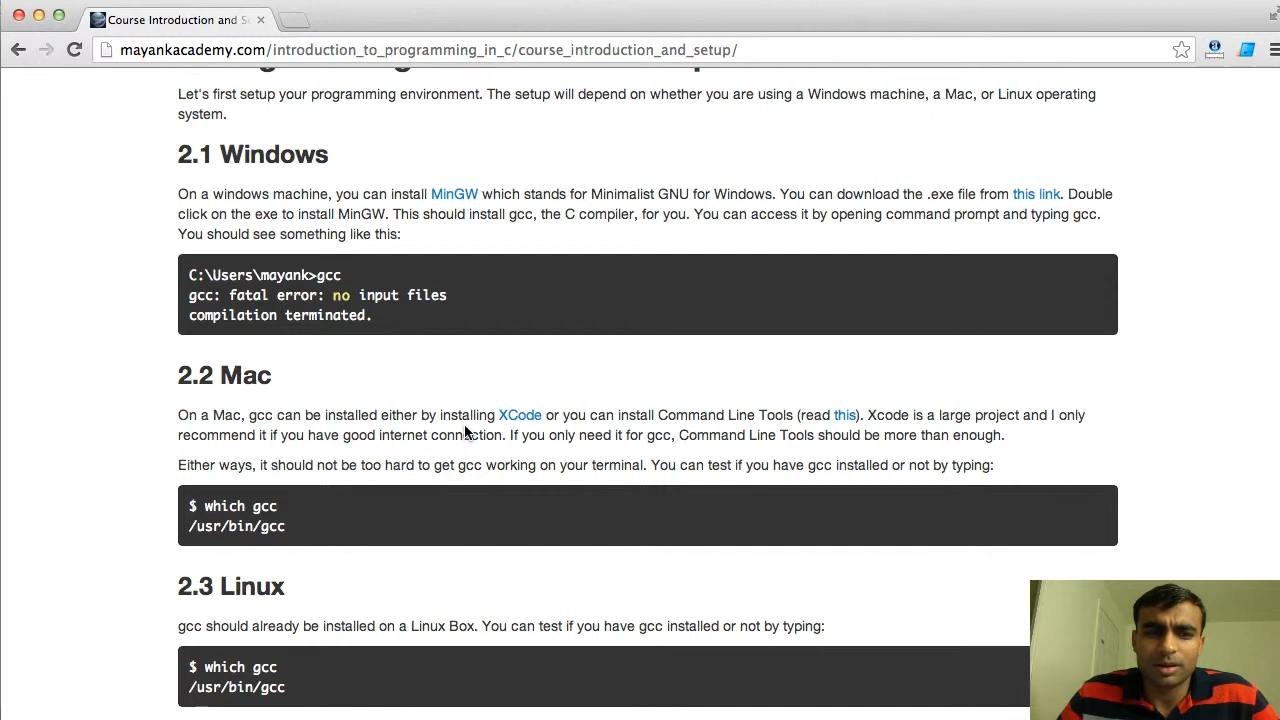 Course Introduction and S
mayankacademy.com/introduction_to_programming_in_c/course_introduction_and_setup/
Let's first setup your programming environment. The setup will depend on whether you are using a Windows machine, a Mac, or Linux operating
system.
2.1 Windows
On a windows machine, you can install MinGW which stands for Minimalist GNU for Windows. You can download the .exe file from this link. Double
click on the exe to install MinGW. This should install gcc, the C compiler, for you. You can access it by opening command prompt and typing gcc.
You should see something like this:
C:\Users\mayank>gcc
gcc: fatal error: no input files
compilation terminated.
2.2 Mac
On a Mac, gcc can be installed either by installing XCode or you can install Command Line Tools (read this). Xcode is a large project and I only
recommend it if you have good internet connection. If you only need it for gcc, Command Line Tools should be more than enough.
Either ways, it should not be too hard to get gcc working on your terminal. You can test if you have gcc installed or not by typing:
$ which gcc
/usr/bin/gcc
2.3 Linux
gcc should already be installed on a Linux Box. You can test if you have gcc installed or not by typing:
$ which gcc
/usr/bin/gcc